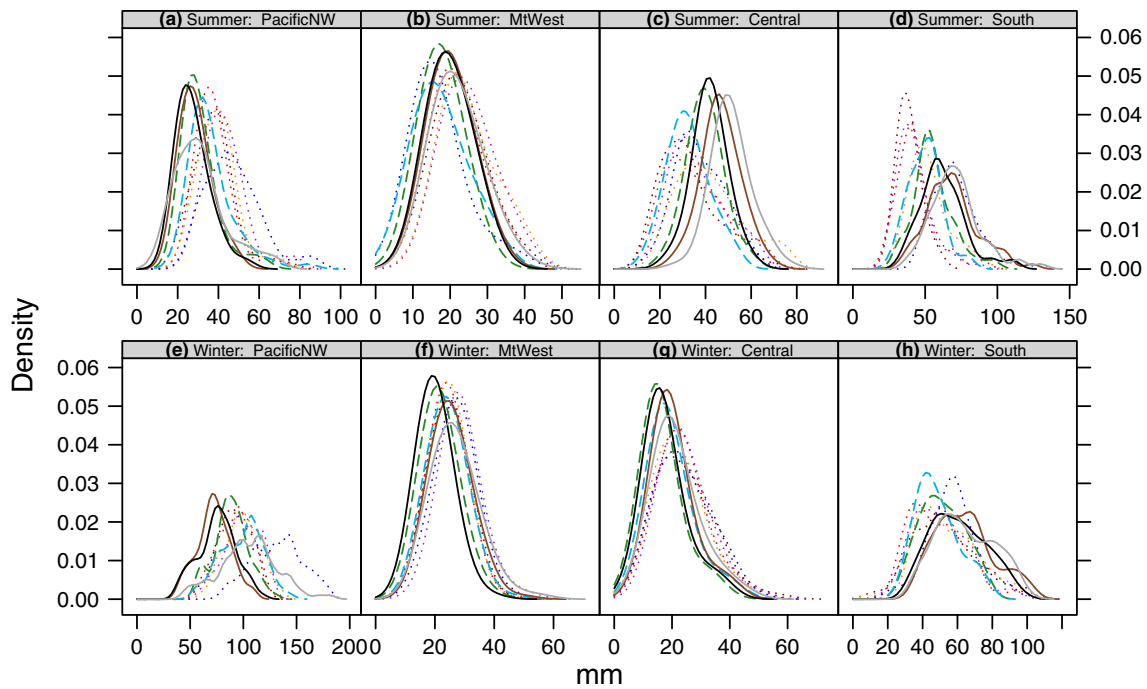 (a) Summer: PacificNW (b) Summer: MtWest (c) Summer: Central (d) Summer: South
0.06
0.05
0.04
0.03
0.02
0.01
0.00
0 20 40 60 80 100 0 10 20 30 40 50 0 20 40 60 80 0 50 100 150
(e) Winter: PacificNW (f) Winter: MtWest (g) Winter: Central (h) Winter: South
Density
0.06
0.05
0.04
0.03
0.02
0.01
0.00
0 50 100 150 200 0 20 40 60 0 20 40 60 0 20 40 60 80 100
mm